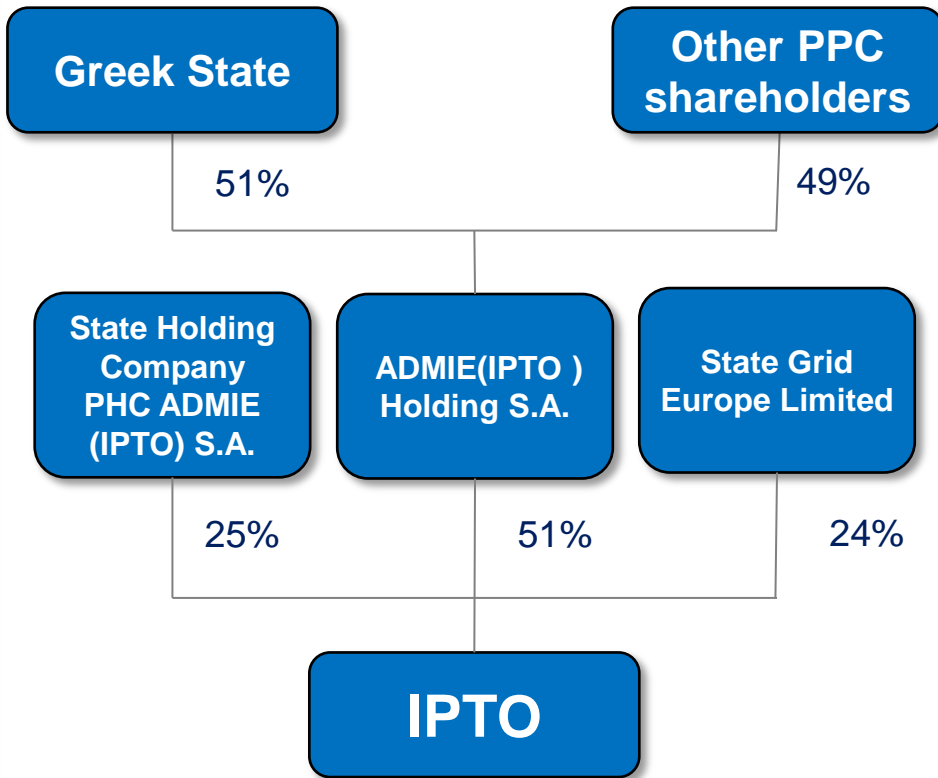 Greek State
Other PPC
shareholders
51%
49%
State Holding
Company
PHC ADMIE
(IPTO) S.A.
ADMIE(IPTO )
Holding S.A.
State Grid
Europe Limited
25%
51%
24%
IPTO